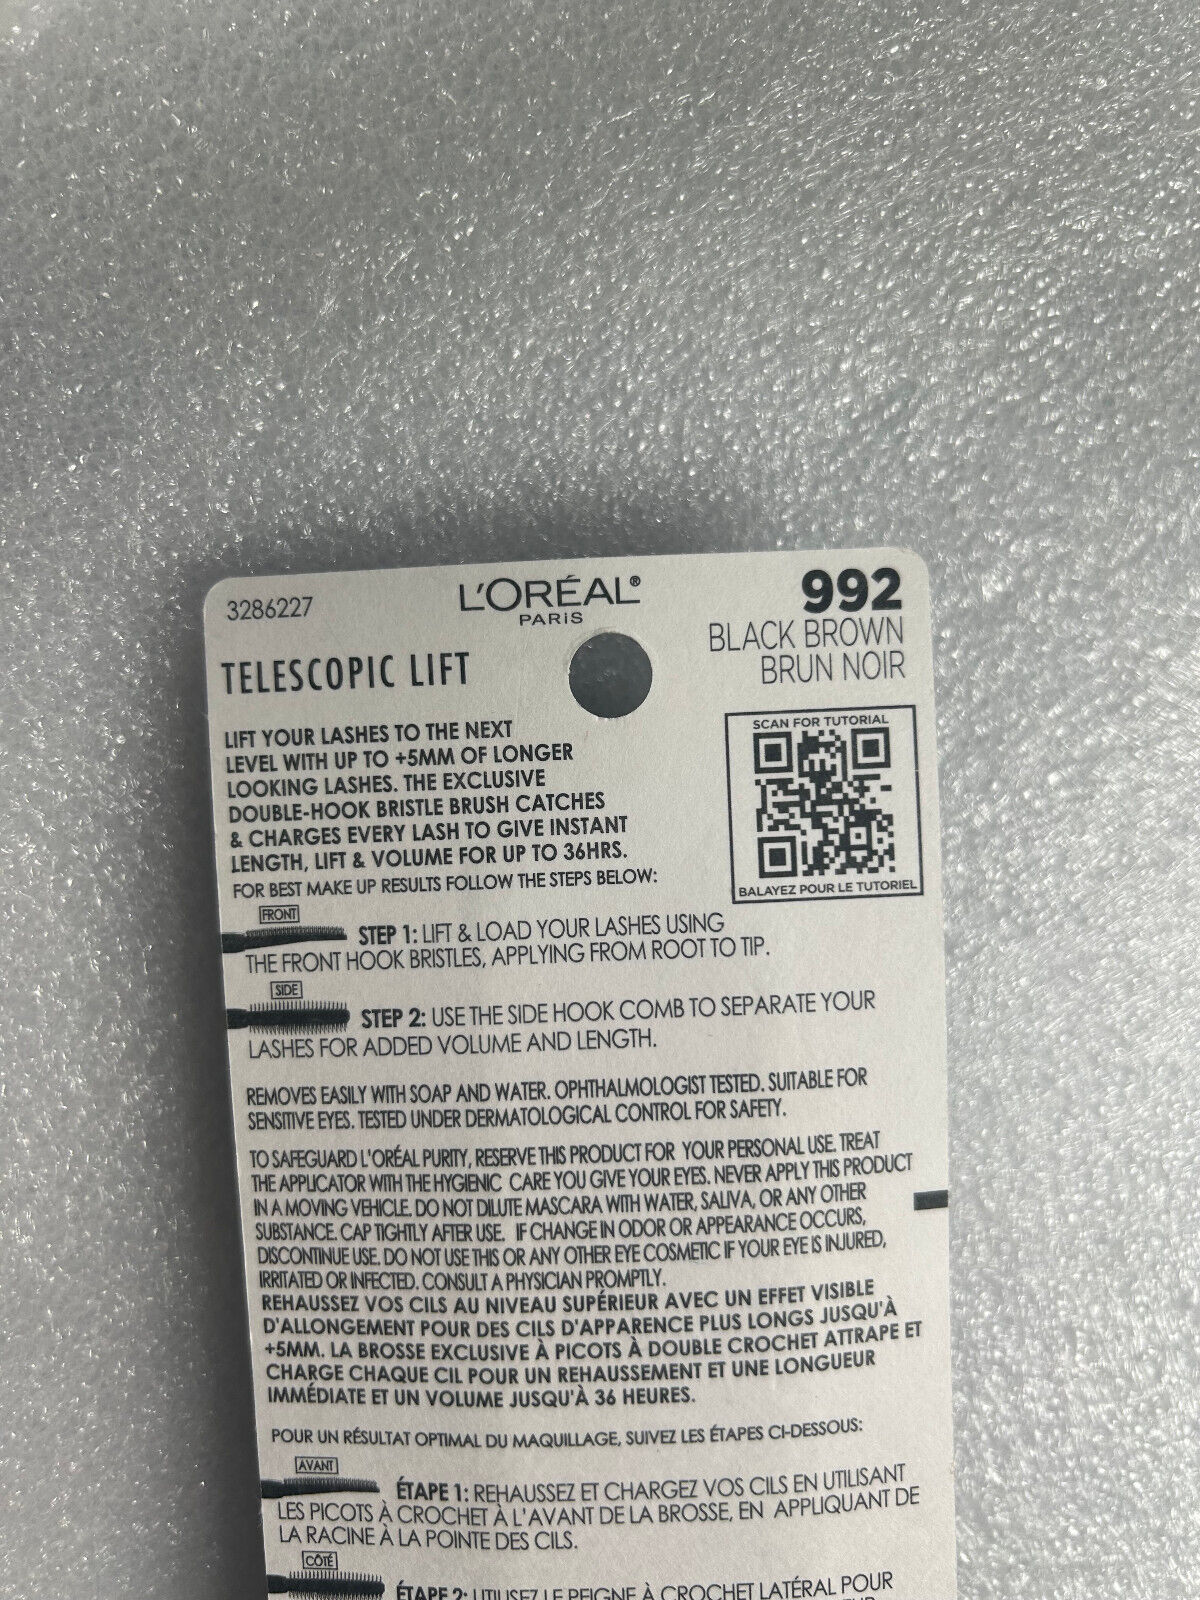 3286227
L'ORÉAL®
PARIS
992
BLACK BROWN
BRUN NOIR
TELESCOPIC LIFT
SCAN FOR TUTORIAL
BALAYEZ POUR LE TUTORIEL
LIFT YOUR LASHES TO THE NEXT
LEVEL WITH UP TO +5MM OF LONGER
LOOKING LASHES. THE EXCLUSIVE
DOUBLE-HOOK BRISTLE BRUSH CATCHES
& CHARGES EVERY LASH TO GIVE INSTANT
LENGTH, LIFT & VOLUME FOR UP TO 36HRS.
FOR BEST MAKE UP RESULTS FOLLOW THE STEPS BELOW:
FRONT
STEP 1: LIFT & LOAD YOUR LASHES USING
THE FRONT HOOK BRISTLES, APPLYING FROM ROOT TO TIP.
SIDE
STEP 2: USE THE SIDE HOOK COMB TO SEPARATE YOUR
LASHES FOR ADDED VOLUME AND LENGTH.
REMOVES EASILY WITH SOAP AND WATER. OPHTHALMOLOGIST TESTED. SUITABLE FOR
SENSITIVE EYES. TESTED UNDER DERMATOLOGICAL CONTROL FOR SAFETY.
TO SAFEGUARD L'ORÉAL PURITY, RESERVE THIS PRODUCT FOR YOUR PERSONAL USE. TREAT
THE APPLICATOR WITH THE HYGIENIC CARE YOU GIVE YOUR EYES. NEVER APPLY THIS PRODUCT
IN A MOVING VEHICLE. DO NOT DILUTE MASCARA WITH WATER, SALIVA, OR ANY OTHER
SUBSTANCE. CAP TIGHTLY AFTER USE. IF CHANGE IN ODOR OR APPEARANCE OCCURS,
DISCONTINUE USE. DO NOT USE THIS OR ANY OTHER EYE COSMETIC IF YOUR EYE IS INJURED,
IRRITATED OR INFECTED. CONSULT A PHYSICIAN PROMPTLY.
REHAUSSEZ VOS CILS AU NIVEAU SUPÉRIEUR AVEC UN EFFET VISIBLE
D'ALLONGEMENT POUR DES CILS D'APPARENCE PLUS LONGS JUSQU'À
+5MM. LA BROSSE EXCLUSIVE À PICOTS À DOUBLE CROCHET ATTRAPE ET
CHARGE CHAQUE CIL POUR UN REHAUSSEMENT ET UNE LONGUEUR
IMMÉDIATE ET UN VOLUME JUSQU'À 36 HEURES.
POUR UN RÉSULTAT OPTIMAL DU MAQUILLAGE, SUIVEZ LES ÉTAPES CI-DESSOUS:
AVANT
ÉTAPE 1: REHAUSSEZ ET CHARGEZ VOS CILS EN UTILISANT
LES PICOTS À CROCHET À L'AVANT DE LA BROSSE, EN APPLIQUANT DE
LA RACINE À LA POINTE DES CILS.
CÔTÉ
ÉTAPE 2: UTILISEZ LE PEIGNE À CROCHET LATÉRAL POUR